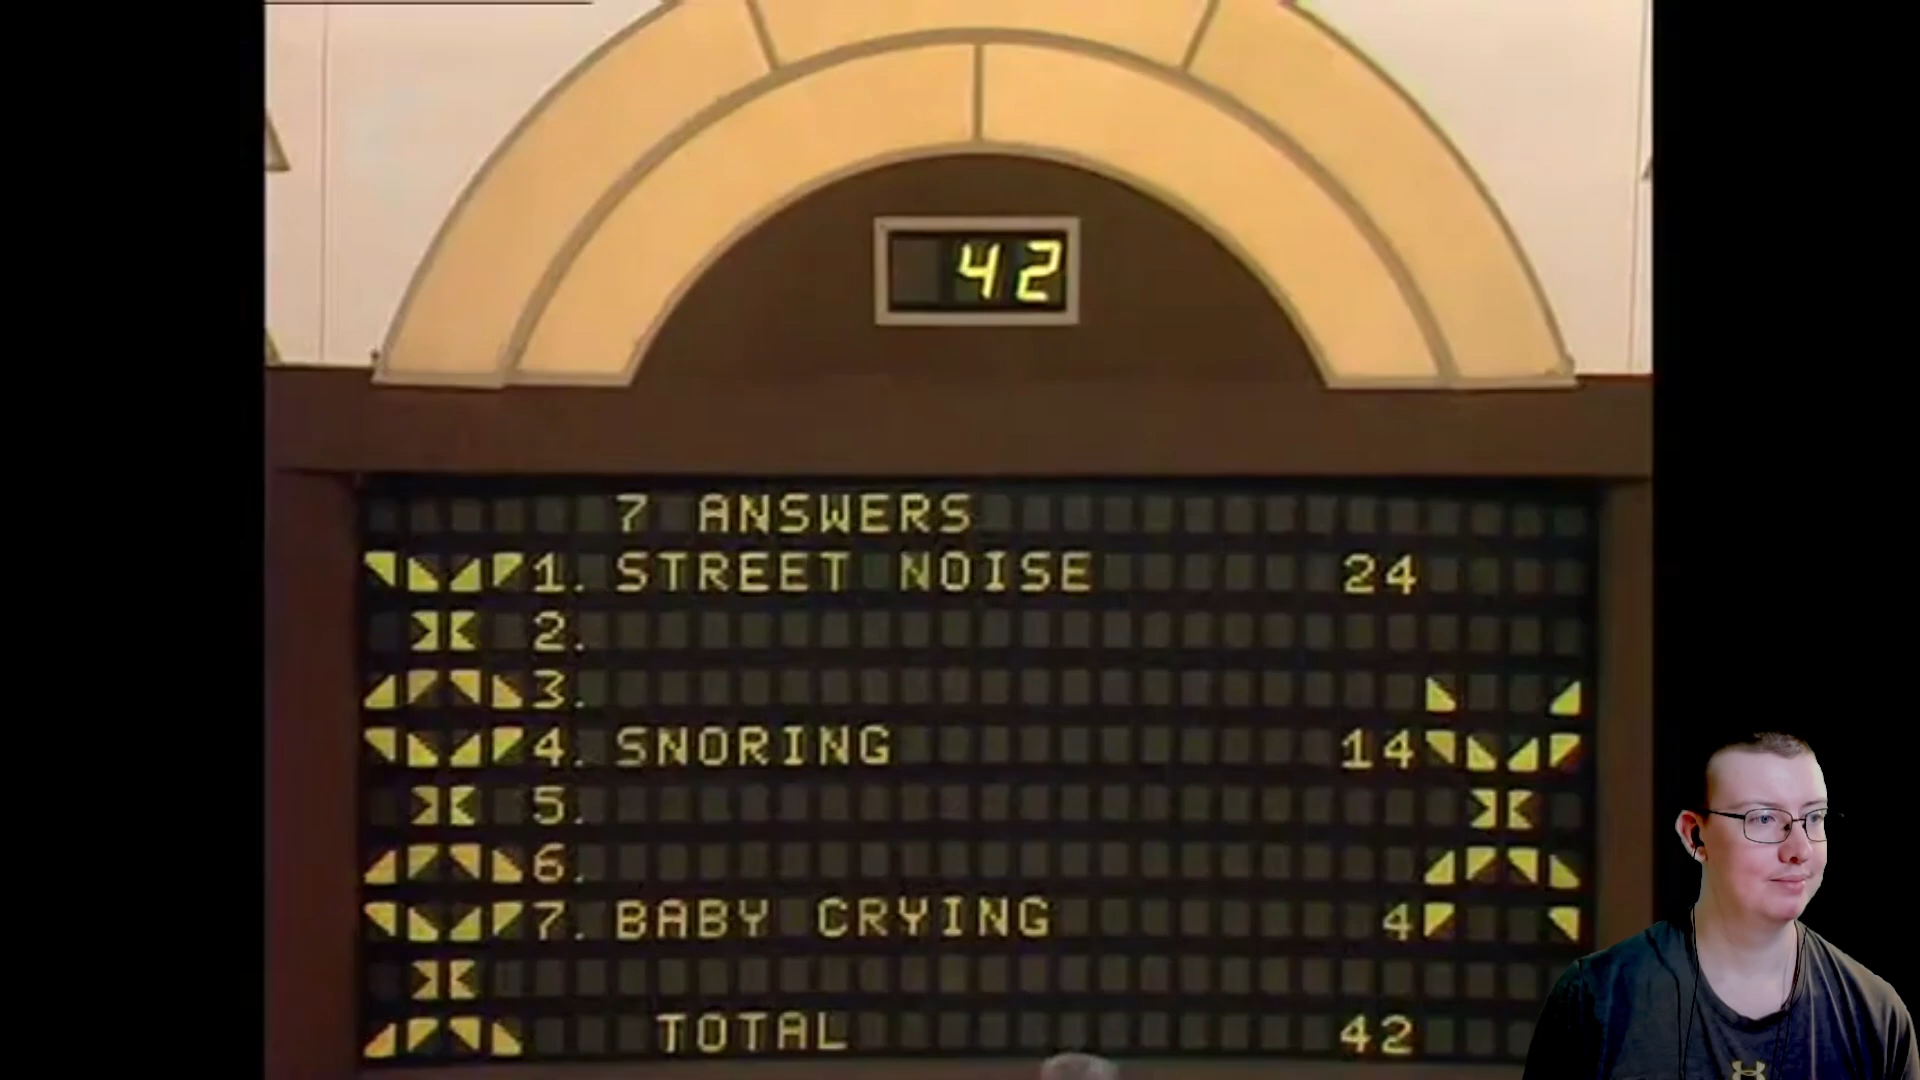 42
7 ANSWERS
1. STREET NOISE 24
2.
3.
4. SNORING 14
5.
6.
7. BABY CRYING 4
TOTAL 42